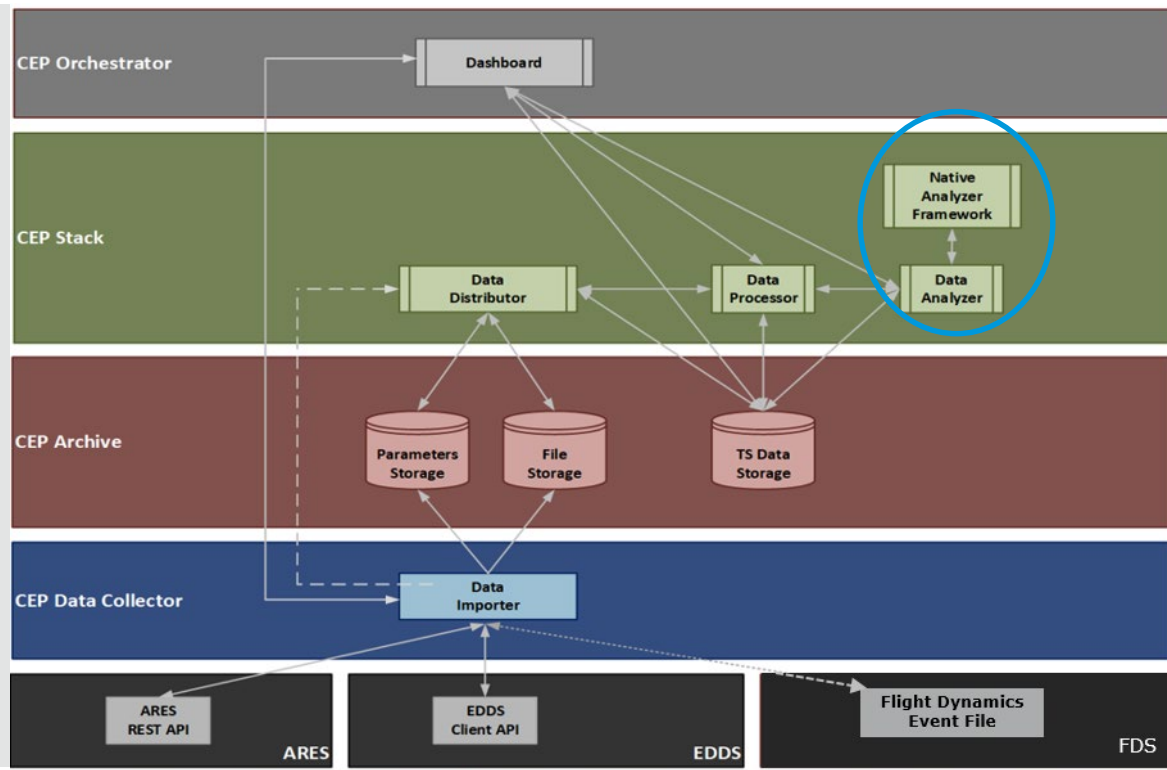 CEP Orchestrator
Dashboard
CEP Stack
Native
Analyzer
Framework
Data
Distributor
Data
Processor
Data
Analyzer
CEP Archive
Parameters
Storage
File
Storage
TS Data
Storage
CEP Data Collector
Data
Importer
ARES
REST API
ARES
EDDS
Client API
EDDS
Flight Dynamics
Event File
FDS